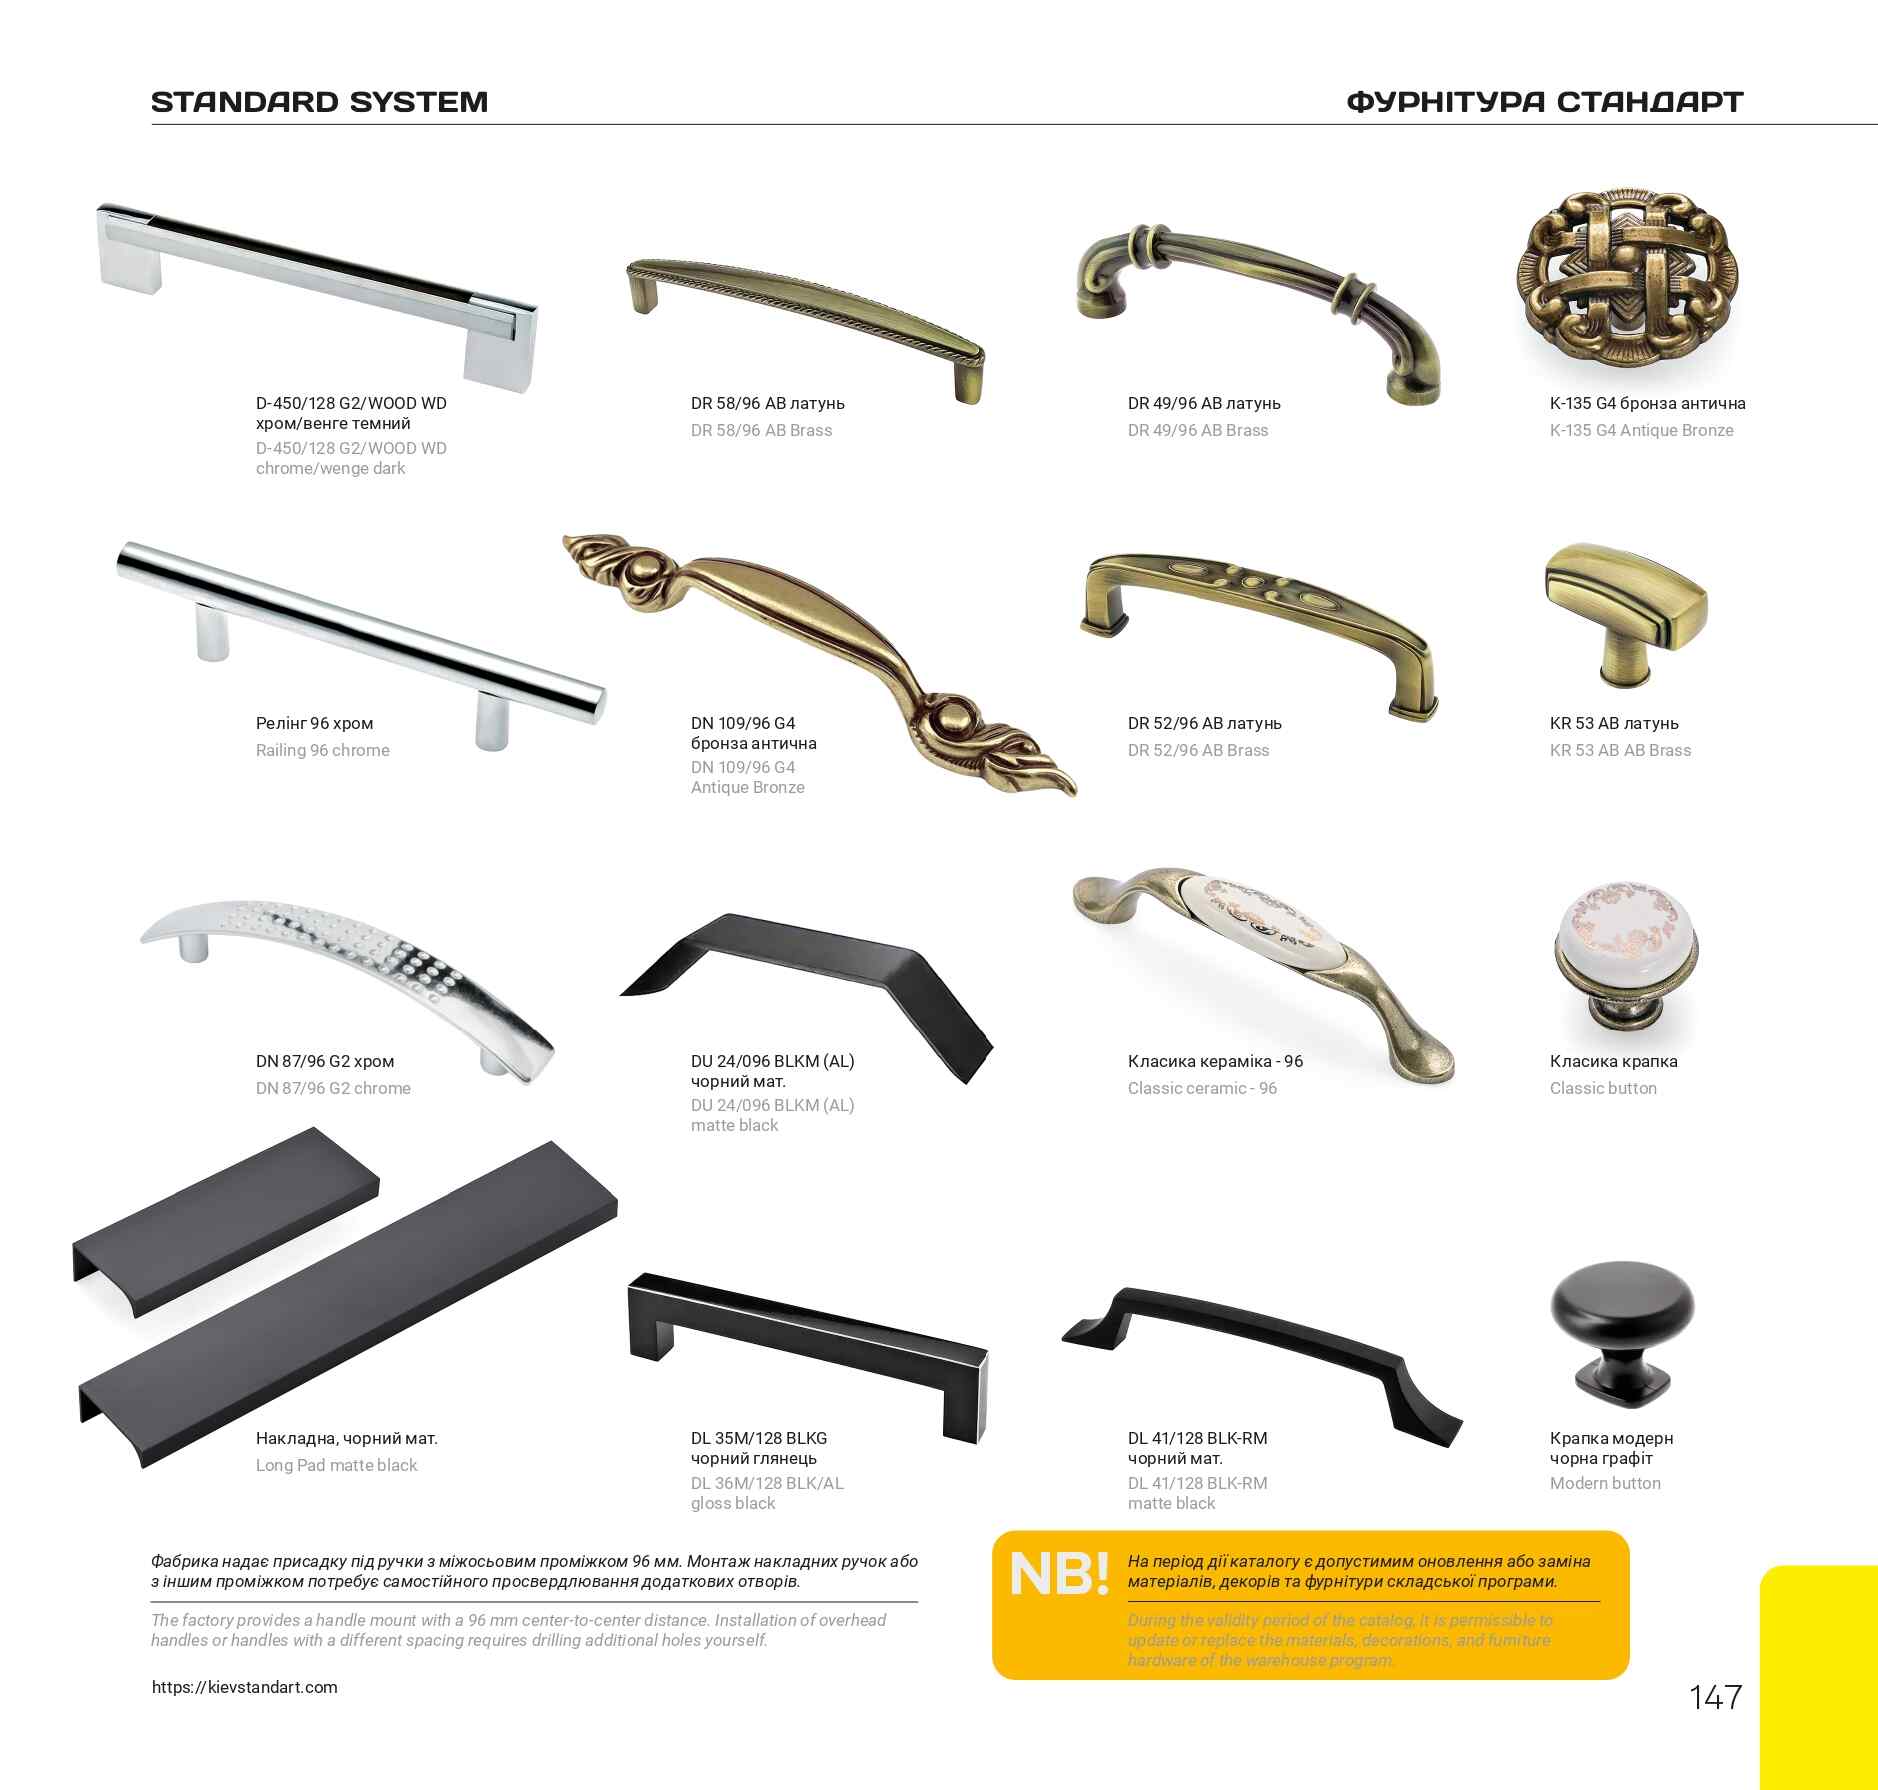 STANDARD SYSTEM
ФУРНІТУРА СТАНДАРТ
D-450/128 G2/WOOD WD
хром/венге темний
D-450/128 G2/WOOD WD
chrome/wenge dark
DR 58/96 AB латунь
DR 58/96 AB Brass
DR 49/96 AB латунь
DR 49/96 AB Brass
K-135 G4 бронза антична
K-135 G4 Antique Bronze
Релінг 96 хром
Railing 96 chrome
DN 109/96 G4
бронза антична
DN 109/96 G4
Antique Bronze
DR 52/96 AB латунь
DR 52/96 AB Brass
KR 53 AB латунь
KR 53 AB AB Brass
DN 87/96 G2 хром
DN 87/96 G2 chrome
DU 24/096 BLKM (AL)
чорний мат.
DU 24/096 BLKM (AL)
matte black
Класика кераміка - 96
Classic ceramic - 96
Класика крапка
Classic button
Накладна, чорний мат.
Long Pad matte black
DL 35M/128 BLKG
чорний глянець
DL 36M/128 BLK/AL
gloss black
DL 41/128 BLK-RM
чорний мат.
DL 41/128 BLK-RM
matte black
Крапка модерн
чорна графіт
Modern button
Фабрика надає присадку під ручки з міжосьовим проміжком 96 мм. Монтаж накладних ручок або
з іншим проміжком потребує самостійного просвердлювання додаткових отворів.
The factory provides a handle mount with a 96 mm center-to-center distance. Installation of overhead
handles or handles with a different spacing requires drilling additional holes yourself.
NB!
На період дії каталогу є допустимим оновлення або заміна
матеріалів, декорів та фурнітури складської програми.
During the validity period of the catalog, it is permissible to
update or replace the materials, decorations, and furniture
hardware of the warehouse program.
https://kievstandart.com
147